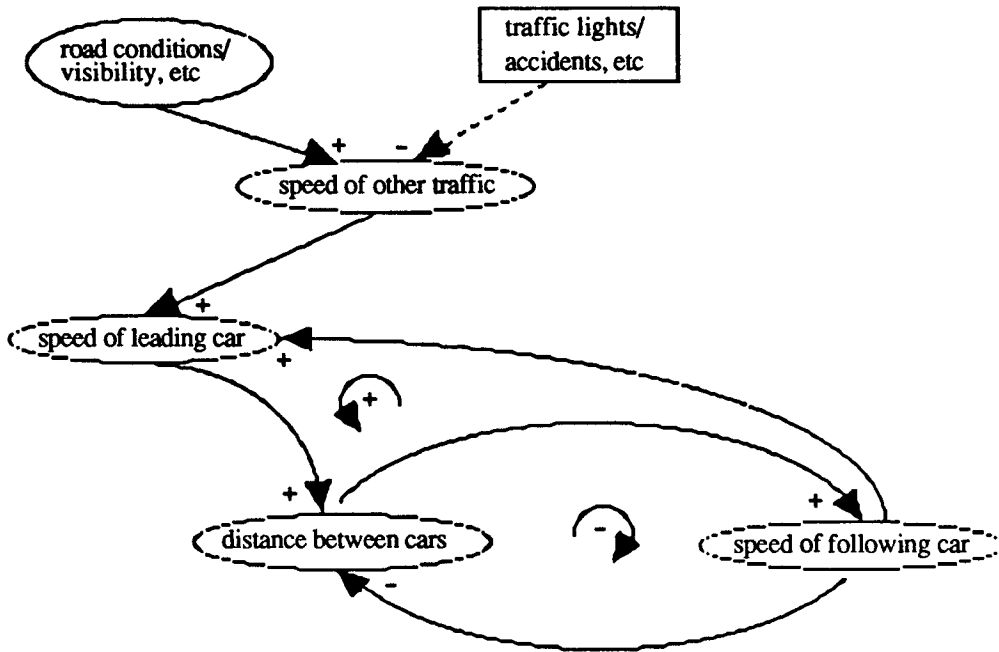 road conditions/
visibility, etc
traffic lights/
accidents, etc
+
-
speed of other traffic
+
speed of leading car
+
+
+
+
distance between cars
-
speed of following car
-